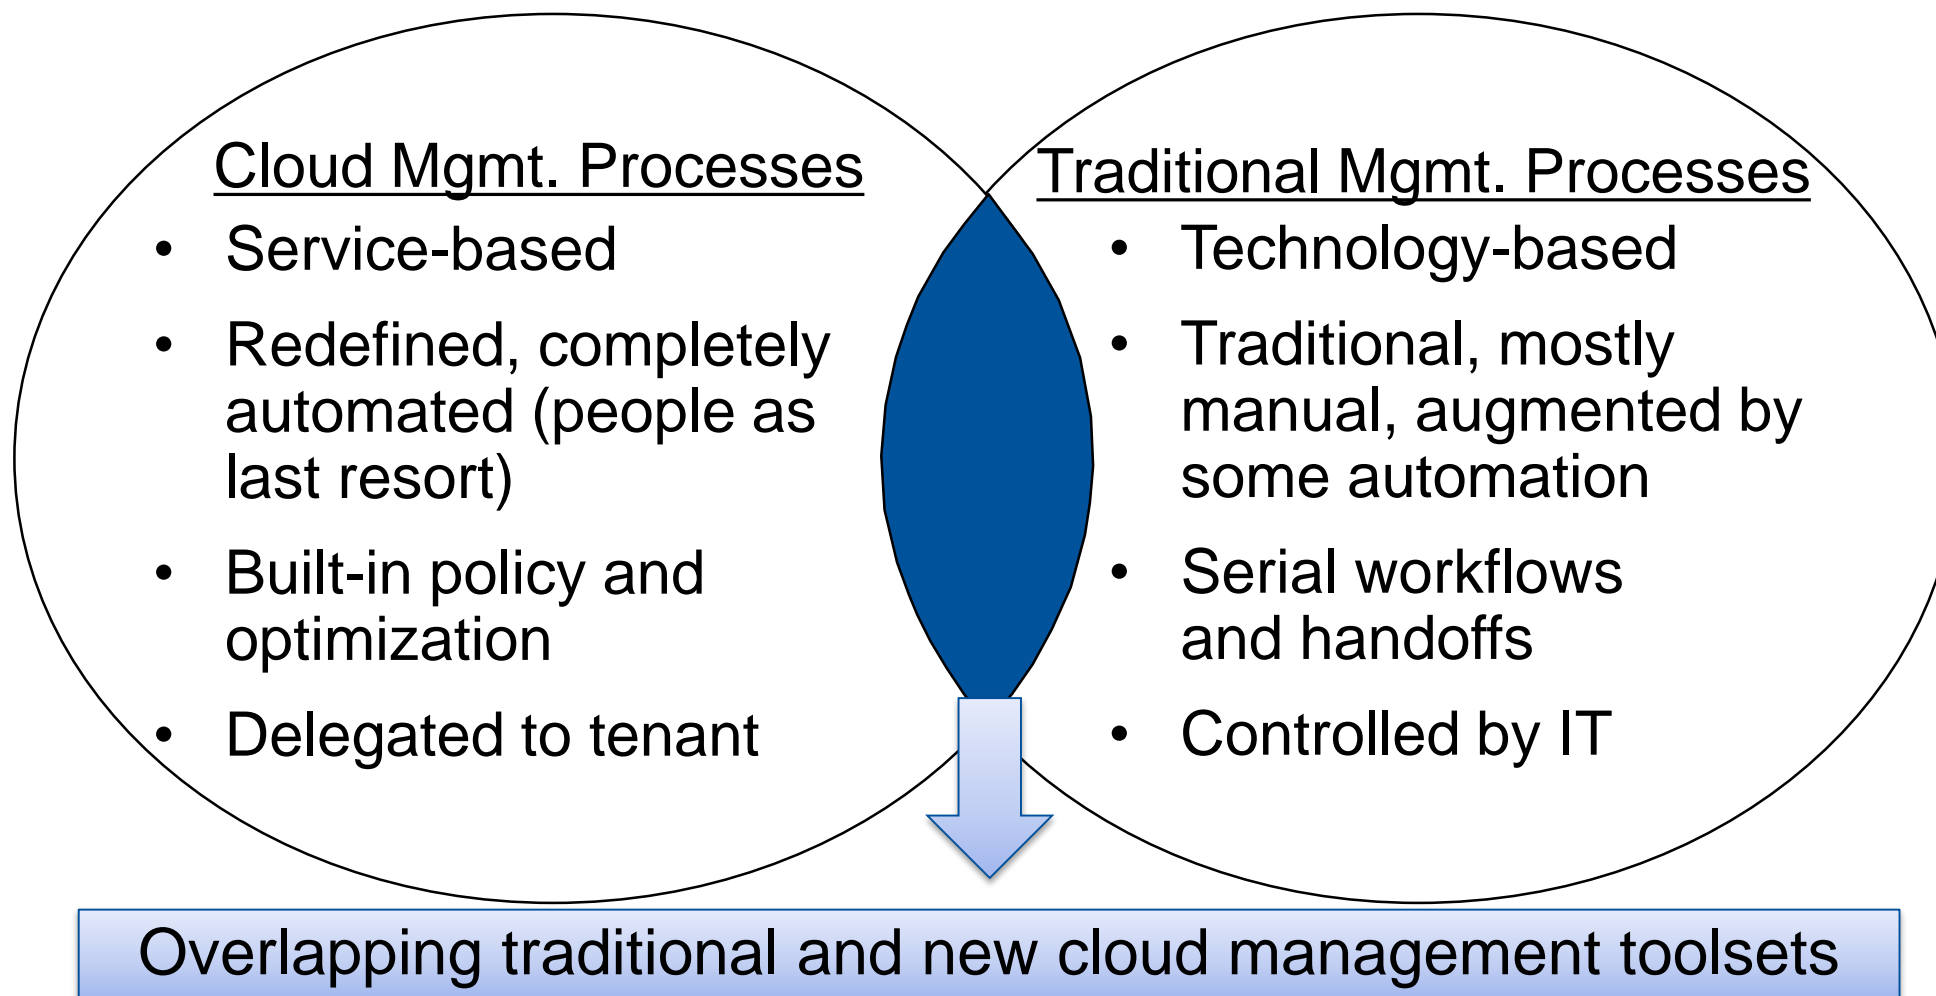 Cloud Mgmt. Processes
• Service-based
• Redefined, completely
automated (people as
last resort)
• Built-in policy and
optimization
• Delegated to tenant
Traditional Mgmt. Processes
• Technology-based
• Traditional, mostly
manual, augmented by
some automation
• Serial workflows
and handoffs
• Controlled by IT
Overlapping traditional and new cloud management toolsets